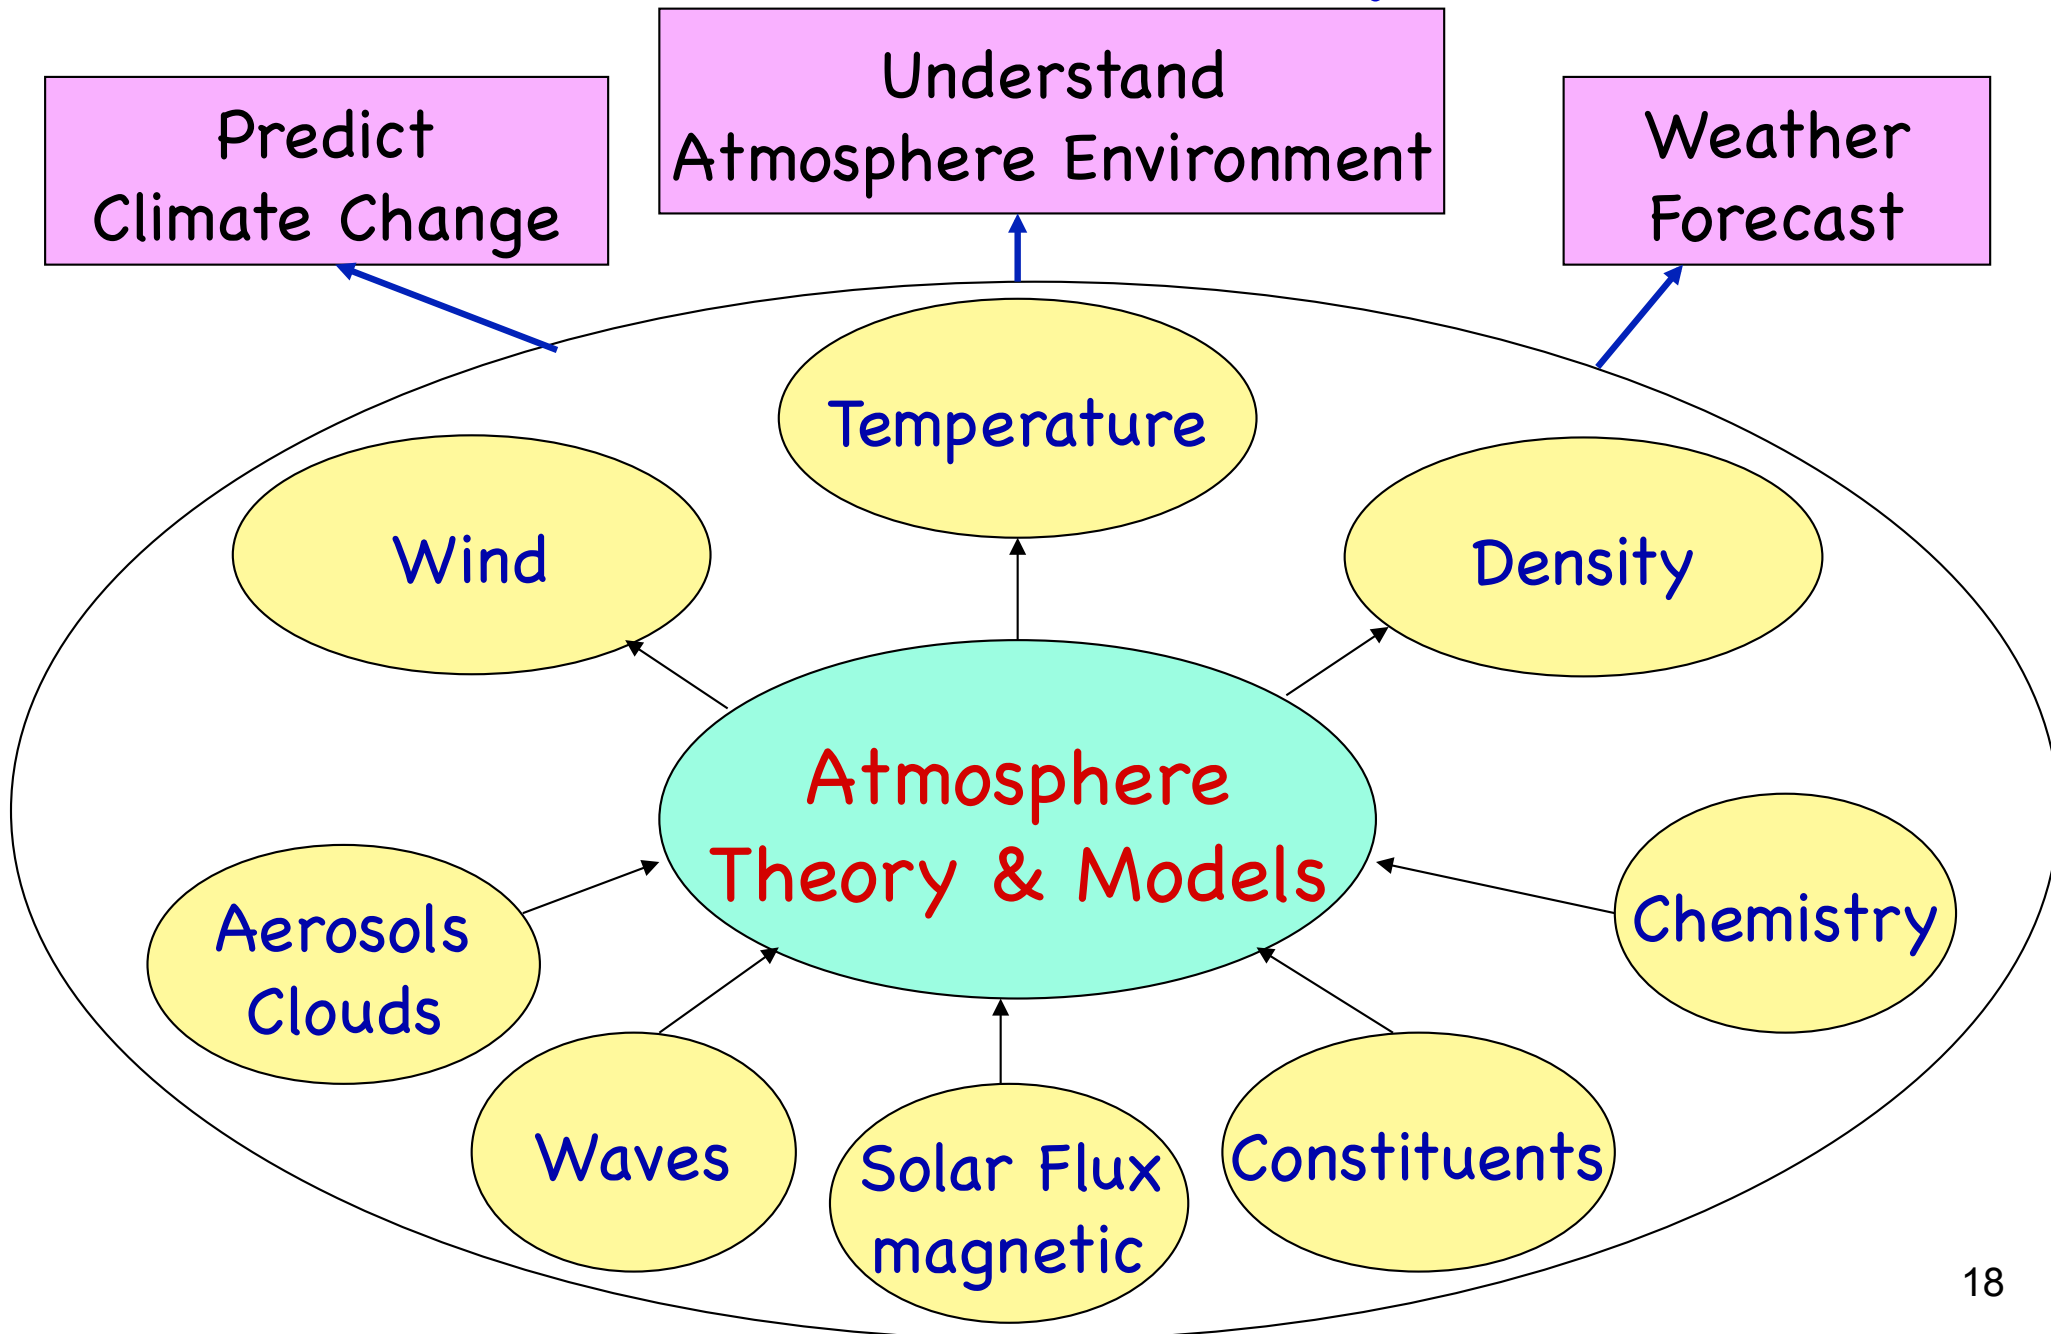 Understand
Atmosphere Environment
Predict
Climate Change
Weather
Forecast
Temperature
Wind
Density
Atmosphere
Theory & Models
Aerosols
Clouds
Chemistry
Waves
Solar Flux
magnetic
Constituents
18